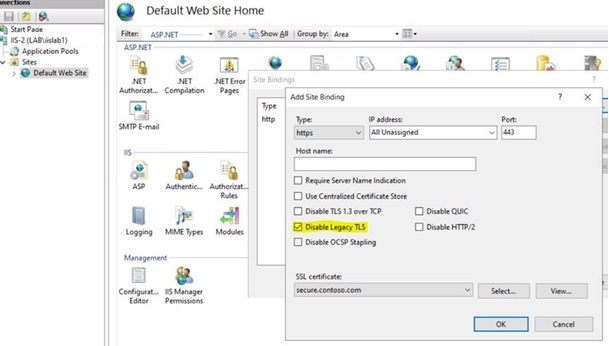 Connections
Default Web Site Home
Start Page
IIS-2 (LAB\iislab1)
Application Pools
Sites
Default Web Site
Filter: ASP.NET Go Show All Group by: Area
ASP.NET
.NET Authorizat...
.NET Compilation
.NET Error Pages
SMTP E-mail
IIS
ASP
Authentic...
Authorizat... Rules
Logging
MIME Types
Modules
Management
Configurat... Editor
IIS Manager Permissions
Site Bindings
Type
http
Add Site Binding ? ×
Type: IP address: Port:
https All Unassigned 443
Host name:
Require Server Name Indication
Use Centralized Certificate Store
Disable TLS 1.3 over TCP Disable QUIC
Disable Legacy TLS Disable HTTP/2
Disable OCSP Stapling
SSL certificate:
secure.contoso.com Select... View...
OK Cancel